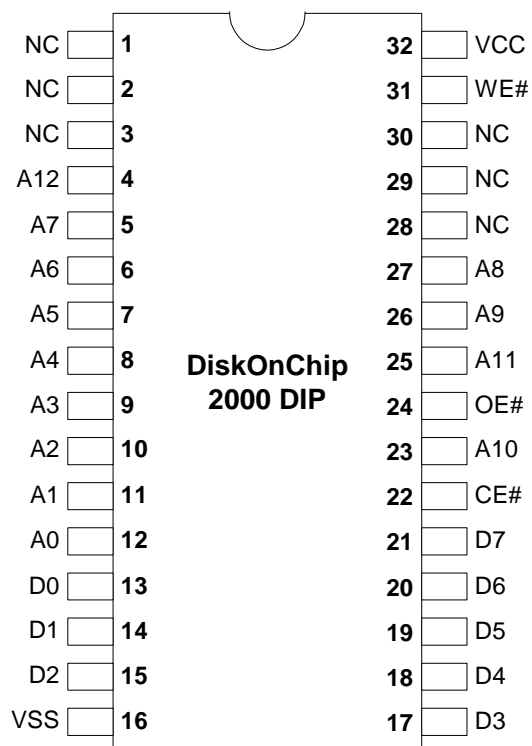 NC 1 32 VCC
NC 2 31 WE#
NC 3 30 NC
A12 4 29 NC
A7 5 28 NC
A6 6 27 A8
A5 7 26 A9
A4 8 25 A11
DiskOnChip
2000 DIP
A3 9 24 OE#
A2 10 23 A10
A1 11 22 CE#
A0 12 21 D7
D0 13 20 D6
D1 14 19 D5
D2 15 18 D4
VSS 16 17 D3